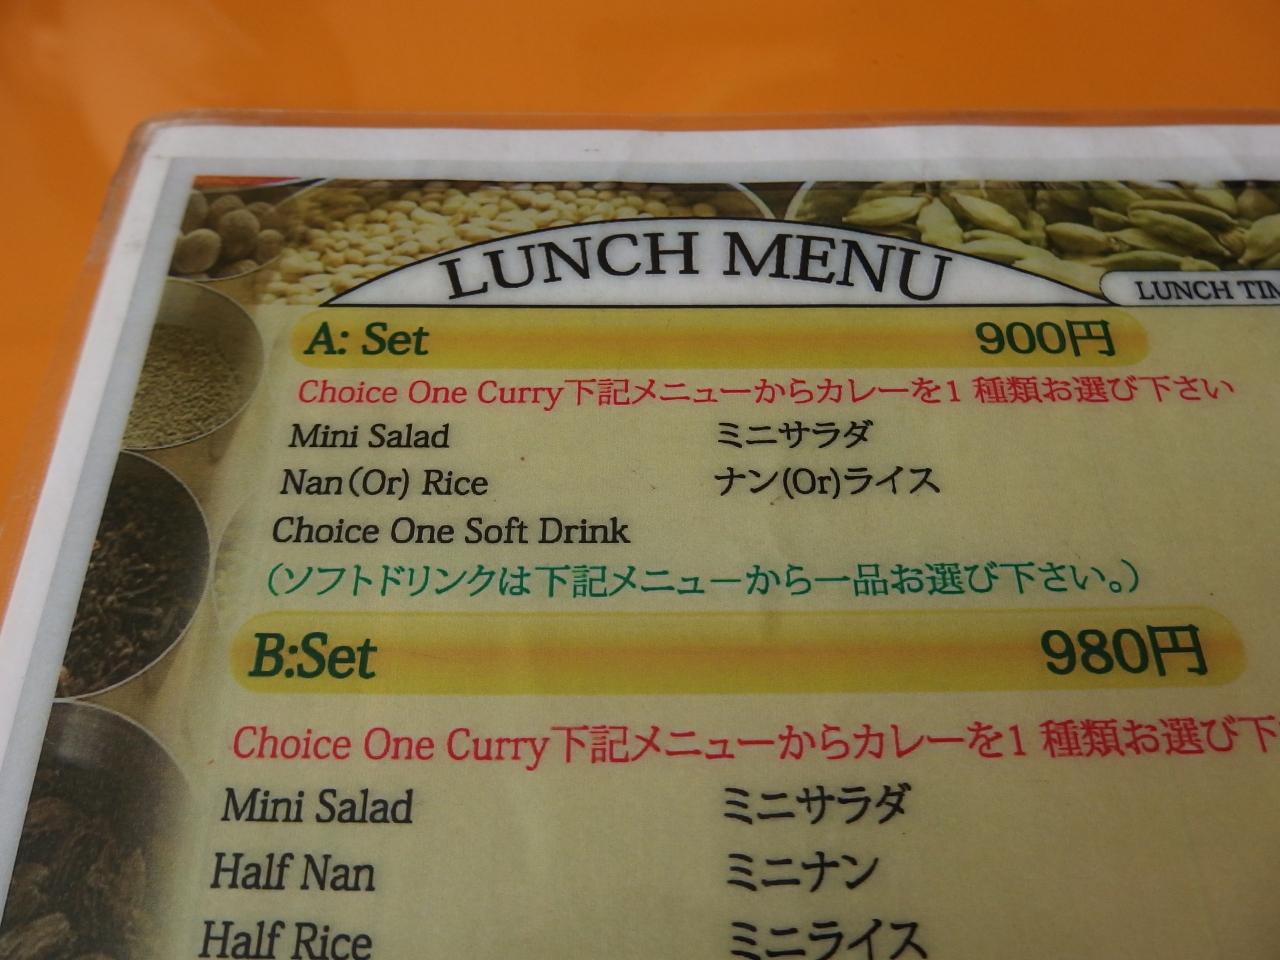 LUNCH MENU
LUNCH TIM
A: Set 900円
Choice One Curry下記メニューからカレーを1 種類お選び下さい
Mini Salad ミニサラダ
Nan(Or) Rice ナン(Or)ライス
Choice One Soft Drink
(ソフトドリンクは下記メニューから一品お選び下さい。)
B:Set 980円
Choice One Curry下記メニューからカレーを1 種類お選び下
Mini Salad ミニサラダ
Half Nan ミニナン
Half Rice ミニライス